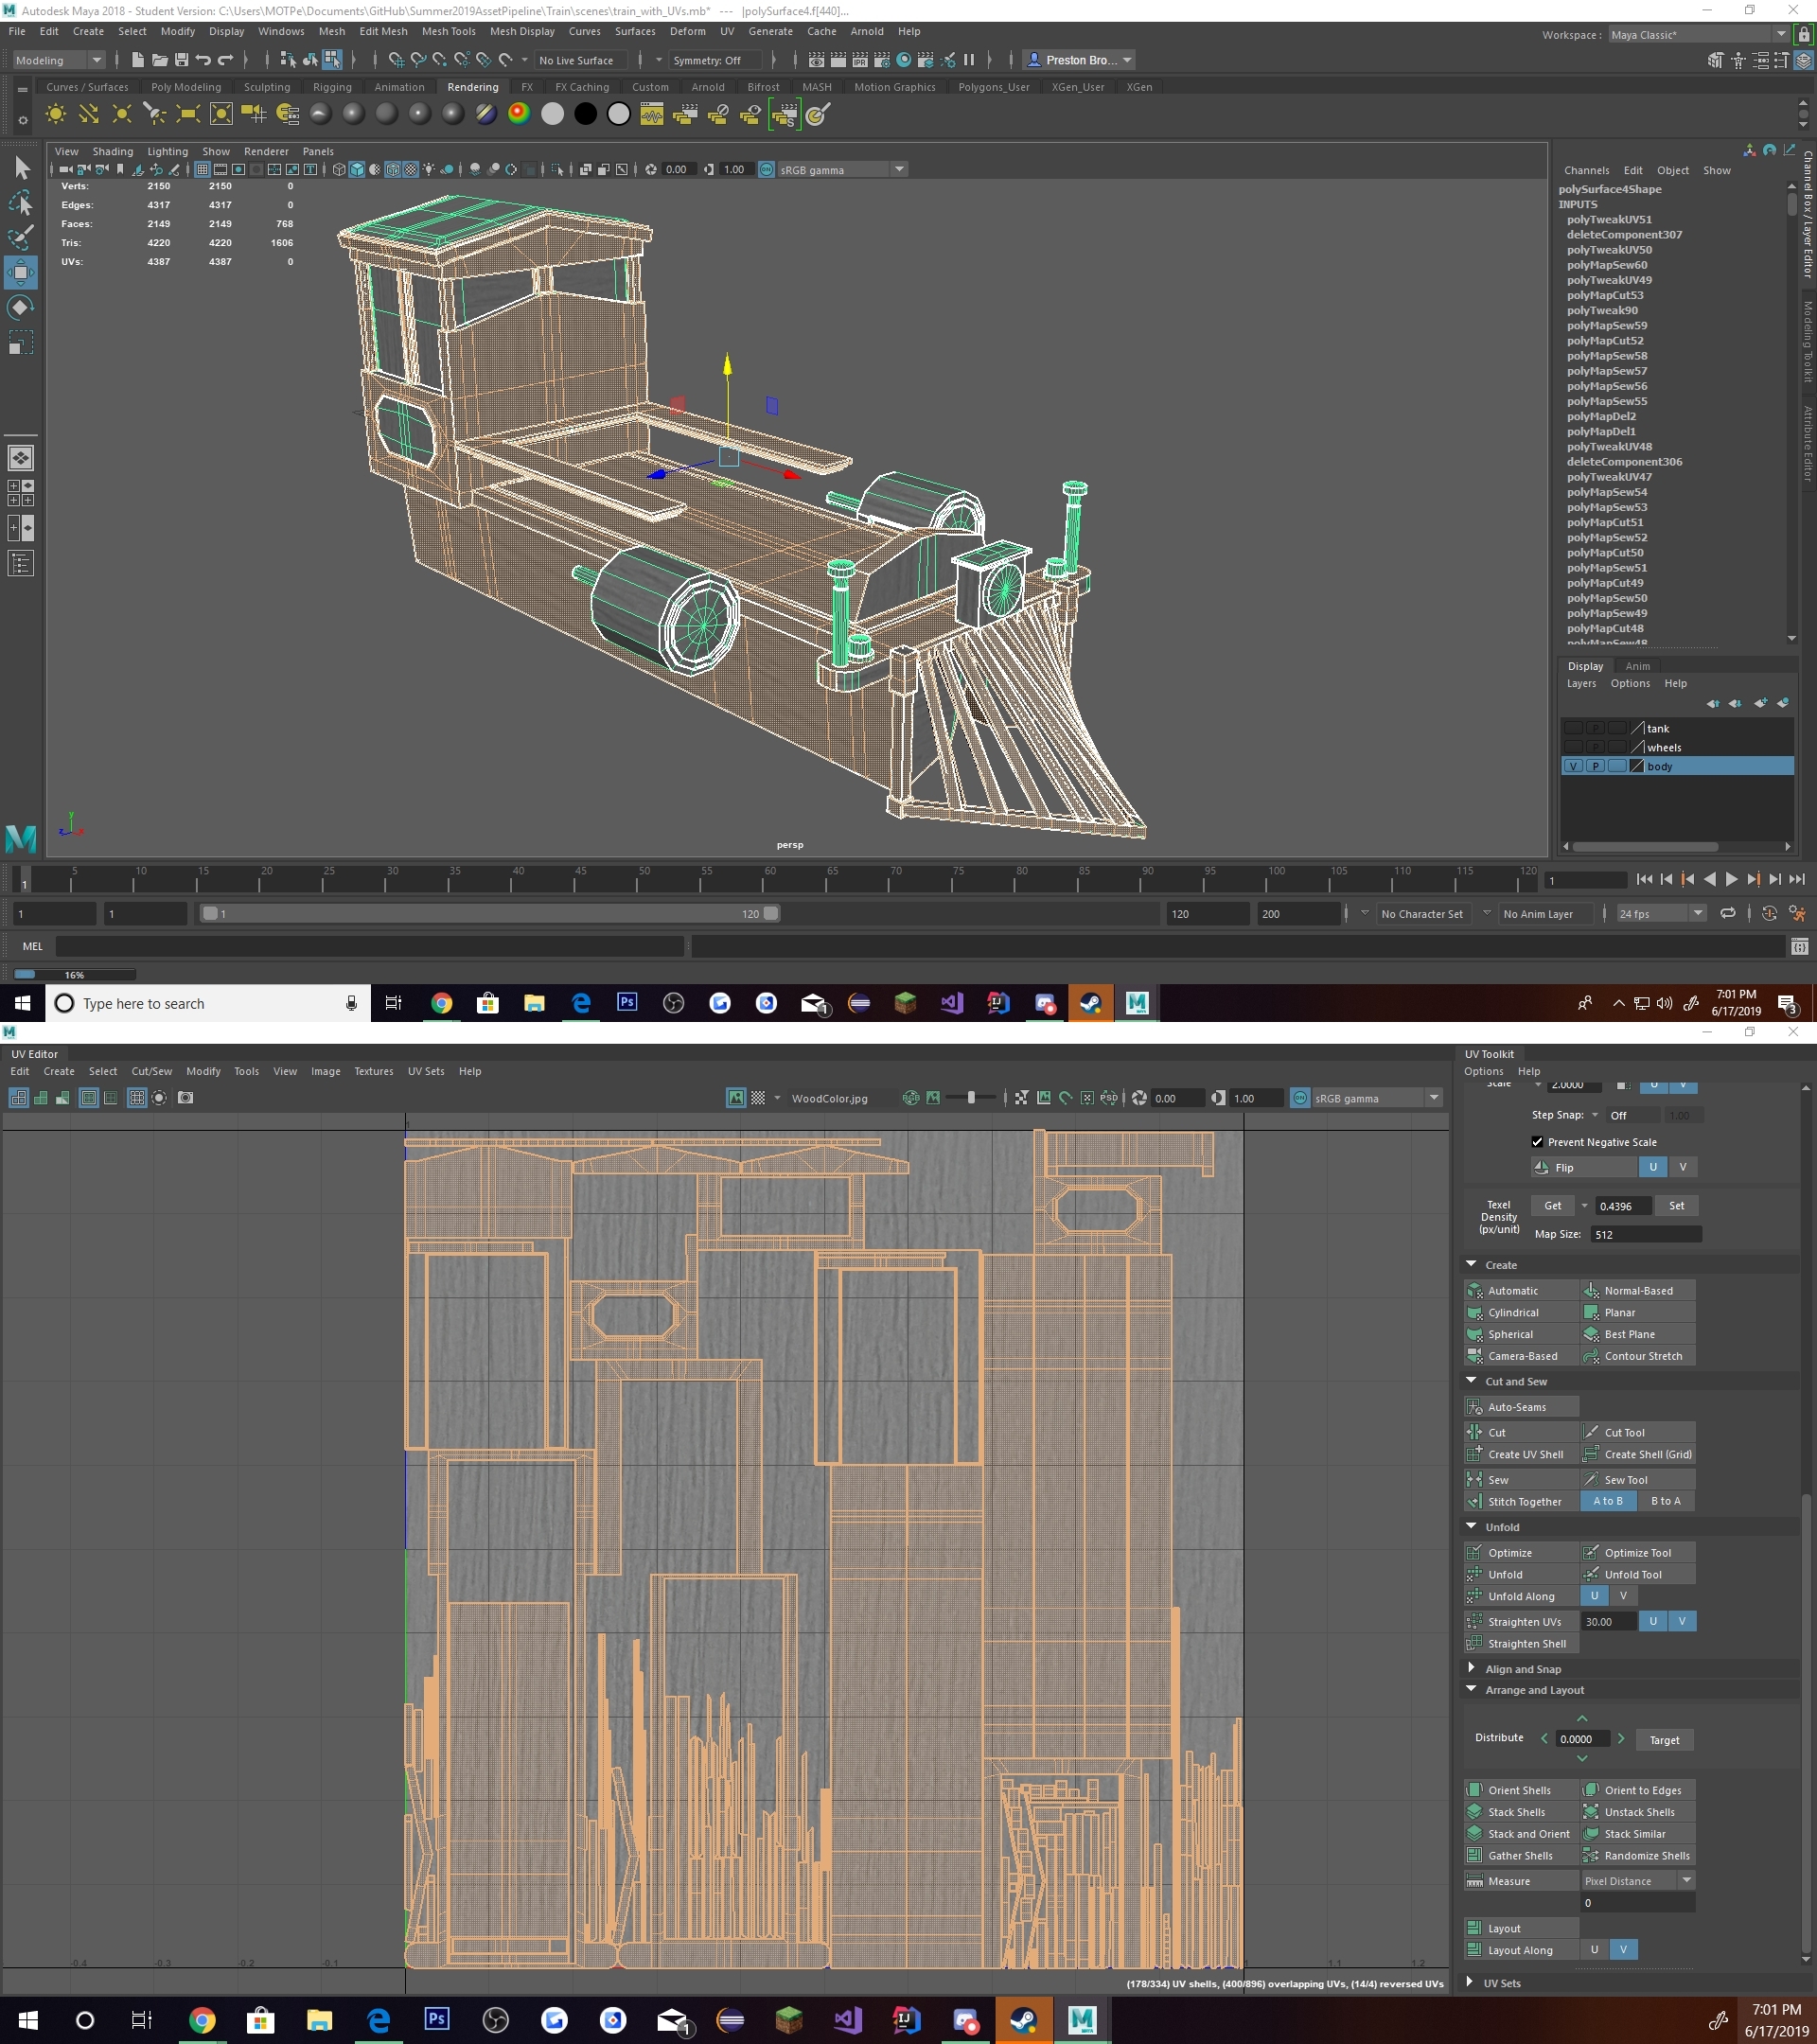 Autodesk Maya 2018 - Student Version: C:\Users\MOTPe\Documents\GitHub\Summer2019AssetPipeline\Train\scenes\train_with_UVs.mb* --- |polySurface4.f[440]...
File Edit Create Select Modify Display Windows Mesh Edit Mesh Mesh Tools Mesh Display Curves Surfaces Deform UV Generate Cache Arnold Help
Workspace : Maya Classic*
Modeling No Live Surface Symmetry: Off Preston Bro...
Curves / Surfaces Poly Modeling Sculpting Rigging Animation Rendering FX FX Caching Custom Arnold Bifrost MASH Motion Graphics Polygons_User XGen_User XGen
View Shading Lighting Show Renderer Panels
0.00 1.00 sRGB gamma
Verts: 2150 2150 0
Edges: 4317 4317 0
Faces: 2149 2149 768
Tris: 4220 4220 1606
UVs: 4387 4387 0
persp
Channels Edit Object Show
polySurface4Shape
INPUTS
polyTweakUV51
deleteComponent307
polyTweakUV50
polyMapSew60
polyTweakUV49
polyMapCut53
polyTweak90
polyMapSew59
polyMapCut52
polyMapSew58
polyMapSew57
polyMapSew56
polyMapSew55
polyMapDel2
polyMapDel1
polyTweakUV48
deleteComponent306
polyTweakUV47
polyMapSew54
polyMapSew53
polyMapCut51
polyMapSew52
polyMapCut50
polyMapSew51
polyMapCut49
polyMapSew50
polyMapSew49
polyMapCut48
polyMapSew48
Channel Box / Layer Editor
Modeling Toolkit
Attribute Editor
Display Anim
Layers Options Help
P tank
P wheels
V P body
1 5 10 15 20 25 30 35 40 45 50 55 60 65 70 75 80 85 90 95 100 105 110 115 120 1
1 1 1 120 120 200 No Character Set No Anim Layer 24 fps
MEL
16%
Type here to search
7:01 PM
6/17/2019
UV Editor
Edit Create Select Cut/Sew Modify Tools View Image Textures UV Sets Help
WoodColor.jpg 0.00 1.00 sRGB gamma
-0.4 -0.3 -0.2 -0.1 1 1.1 1.2
(178/334) UV shells, (400/896) overlapping UVs, (14/4) reversed UVs
UV Toolkit
Options Help
Scale 2.0000 U V
Step Snap: Off 1.00
Prevent Negative Scale
Flip U V
Texel Density (px/unit) Get 0.4396 Set
Map Size: 512
Create
Automatic Normal-Based
Cylindrical Planar
Spherical Best Plane
Camera-Based Contour Stretch
Cut and Sew
Auto-Seams
Cut Cut Tool
Create UV Shell Create Shell (Grid)
Sew Sew Tool
Stitch Together A to B B to A
Unfold
Optimize Optimize Tool
Unfold Unfold Tool
Unfold Along U V
Straighten UVs 30.00 U V
Straighten Shell
Align and Snap
Arrange and Layout
Distribute 0.0000 Target
Orient Shells Orient to Edges
Stack Shells Unstack Shells
Stack and Orient Stack Similar
Gather Shells Randomize Shells
Measure Pixel Distance
0
Layout
Layout Along U V
UV Sets
7:01 PM
6/17/2019